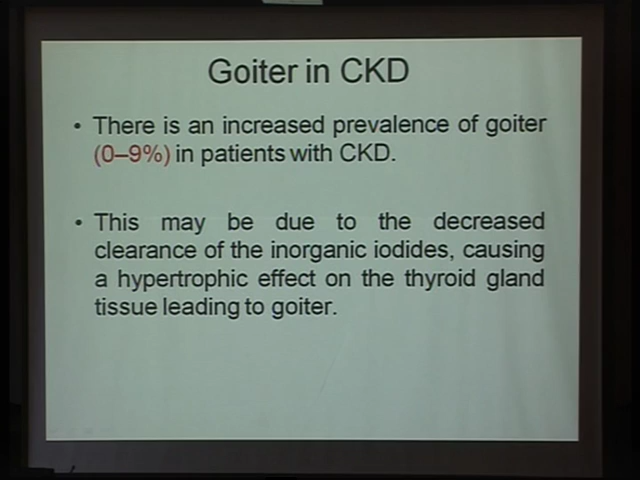 Goiter in CKD
• There is an increased prevalence of goiter
(0–9%) in patients with CKD.
• This may be due to the decreased
clearance of the inorganic iodides, causing
a hypertrophic effect on the thyroid gland
tissue leading to goiter.